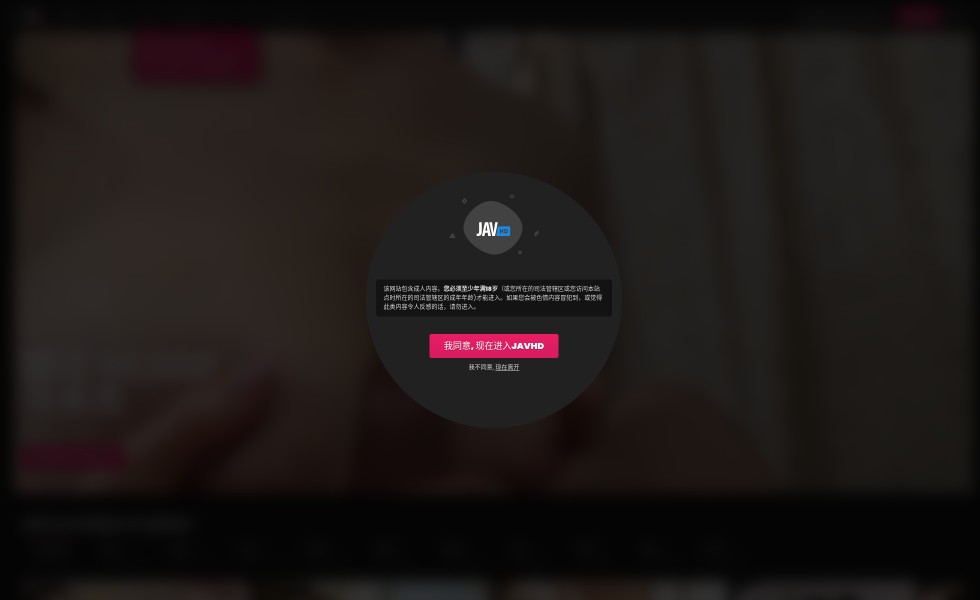 JAV HD
该网站包含成人内容。您必须至少年满18岁（或您所在的司法管辖区或您访问本站
点时所在的司法管辖区的成年年龄)才能进入。如果您会被色情内容冒犯到，或觉得
此类内容令人反感的话，请勿进入。
我同意, 现在进入JAVHD
我不同意, 现在离开